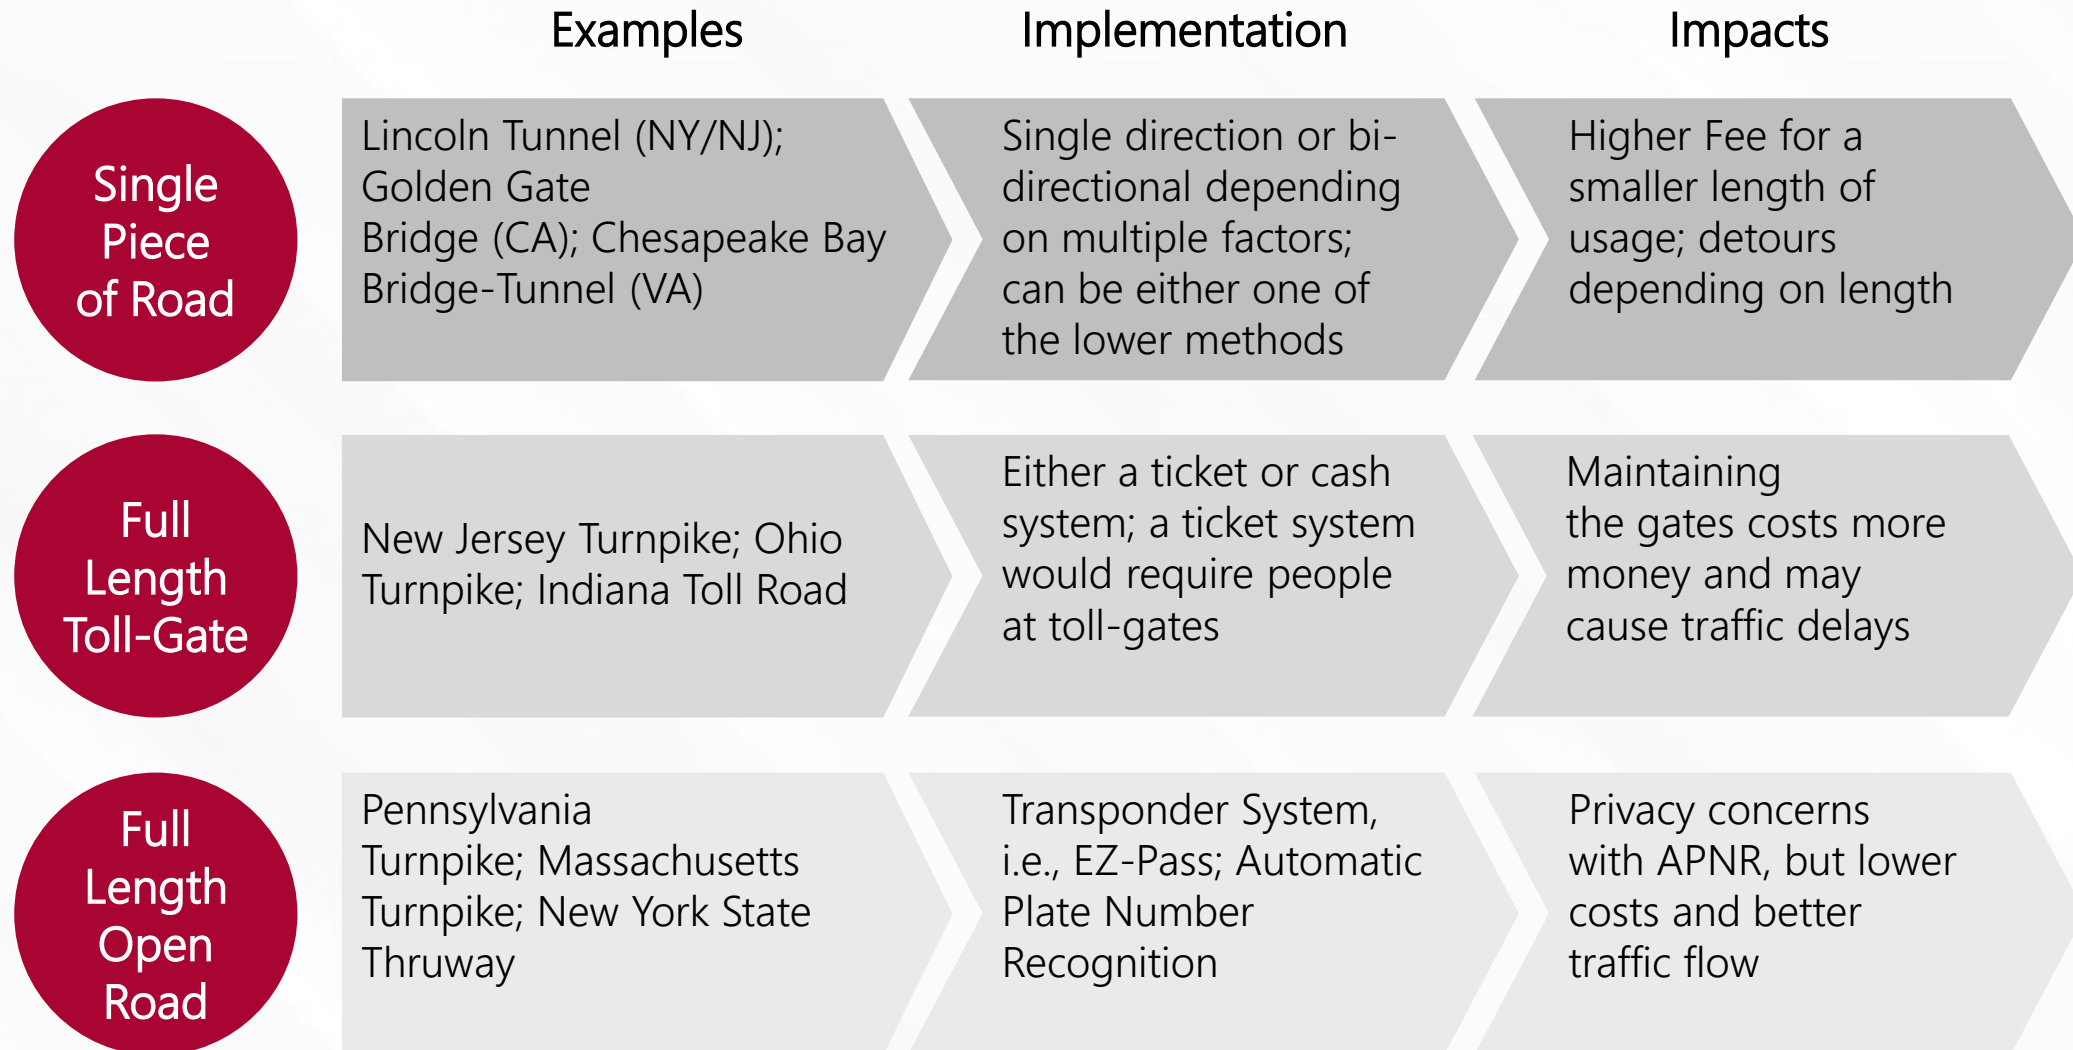 Examples
Implementation
Impacts
Single
Piece
of Road
Lincoln Tunnel (NY/NJ);
Golden Gate
Bridge (CA); Chesapeake Bay
Bridge-Tunnel (VA)
Single direction or bi-
directional depending
on multiple factors;
can be either one of
the lower methods
Higher Fee for a
smaller length of
usage; detours
depending on length
Full
Length
Toll-Gate
New Jersey Turnpike; Ohio
Turnpike; Indiana Toll Road
Either a ticket or cash
system; a ticket system
would require people
at toll-gates
Maintaining
the gates costs more
money and may
cause traffic delays
Full
Length
Open
Road
Pennsylvania
Turnpike; Massachusetts
Turnpike; New York State
Thruway
Transponder System,
i.e., EZ-Pass; Automatic
Plate Number
Recognition
Privacy concerns
with APNR, but lower
costs and better
traffic flow